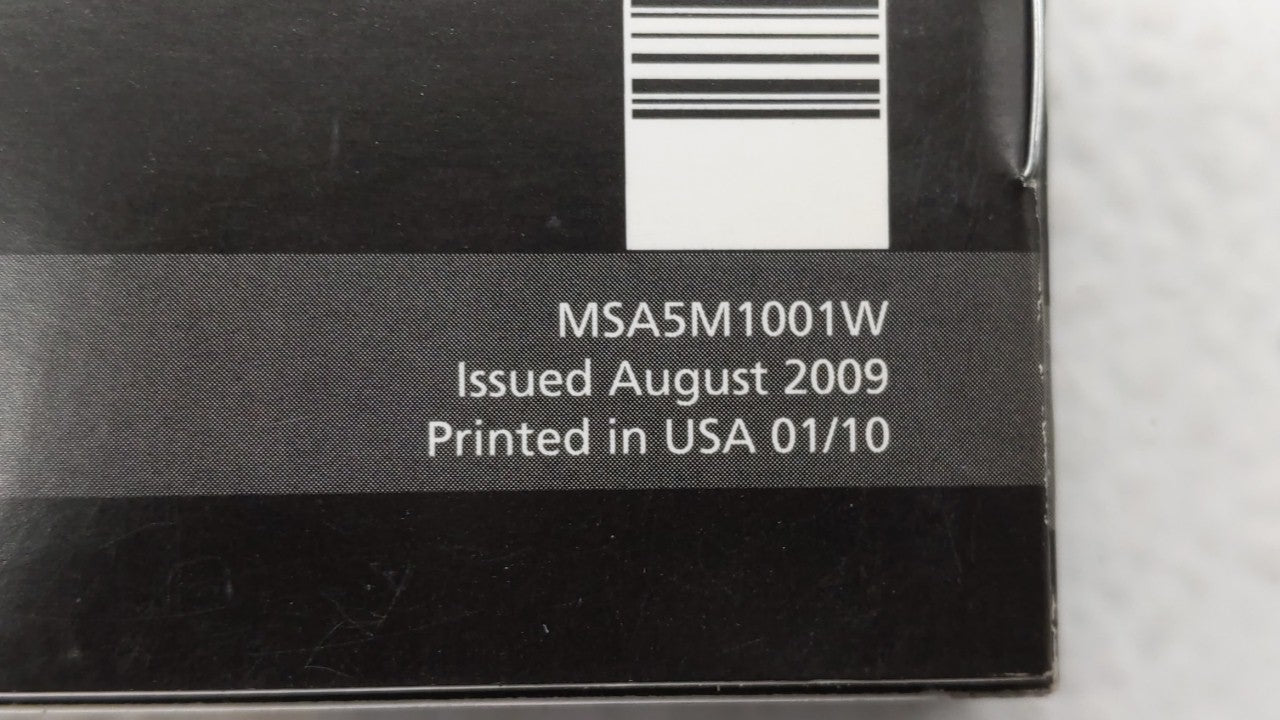 MSA5M1001W
Issued August 2009
Printed in USA 01/10